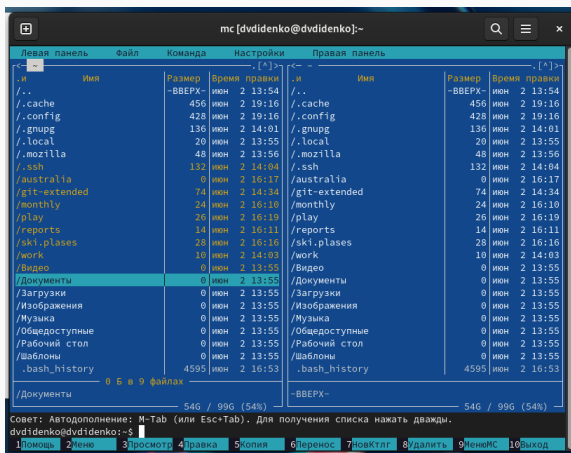 mc [dvdidenko@dvdidenko]:~
Левая панель Файл Команда Настройки Правая панель
<- ~ .[^]> <- ~ .[^]>
.и Имя Размер Время правки .и Имя Размер Время правки
/.. -ВВЕРХ- июн 2 13:54 /.. -ВВЕРХ- июн 2 13:54
/.cache 456 июн 2 19:16 /.cache 456 июн 2 19:16
/.config 428 июн 2 19:16 /.config 428 июн 2 19:16
/.gnupg 136 июн 2 14:01 /.gnupg 136 июн 2 14:01
/.local 20 июн 2 13:55 /.local 20 июн 2 13:55
/.mozilla 48 июн 2 13:56 /.mozilla 48 июн 2 13:56
/.ssh 132 июн 2 14:04 /.ssh 132 июн 2 14:04
/australia 0 июн 2 16:17 /australia 0 июн 2 16:17
/git-extended 74 июн 2 14:34 /git-extended 74 июн 2 14:34
/monthly 24 июн 2 16:10 /monthly 24 июн 2 16:10
/play 26 июн 2 16:19 /play 26 июн 2 16:19
/reports 14 июн 2 16:11 /reports 14 июн 2 16:11
/ski.plases 28 июн 2 16:16 /ski.plases 28 июн 2 16:16
/work 10 июн 2 14:03 /work 10 июн 2 14:03
/Видео 0 июн 2 13:55 /Видео 0 июн 2 13:55
/Документы 0 июн 2 13:55 /Документы 0 июн 2 13:55
/Загрузки 0 июн 2 13:55 /Загрузки 0 июн 2 13:55
/Изображения 0 июн 2 13:55 /Изображения 0 июн 2 13:55
/Музыка 0 июн 2 13:55 /Музыка 0 июн 2 13:55
/Общедоступные 0 июн 2 13:55 /Общедоступные 0 июн 2 13:55
/Рабочий стол 0 июн 2 13:55 /Рабочий стол 0 июн 2 13:55
/Шаблоны 0 июн 2 13:55 /Шаблоны 0 июн 2 13:55
.bash_history 4595 июн 2 16:53 .bash_history 4595 июн 2 16:53
0 Б в 9 файлах
/Документы -ВВЕРХ-
54G / 99G (54%) 54G / 99G (54%)
Совет: Автодополнение: M-Tab (или Esc+Tab). Для получения списка нажать дважды.
dvdidenko@dvdidenko:~$
1Помощь 2Меню 3Просмотр 4Правка 5Копия 6Перенос 7НовКтлг 8Удалить 9МенюMC 10Выход